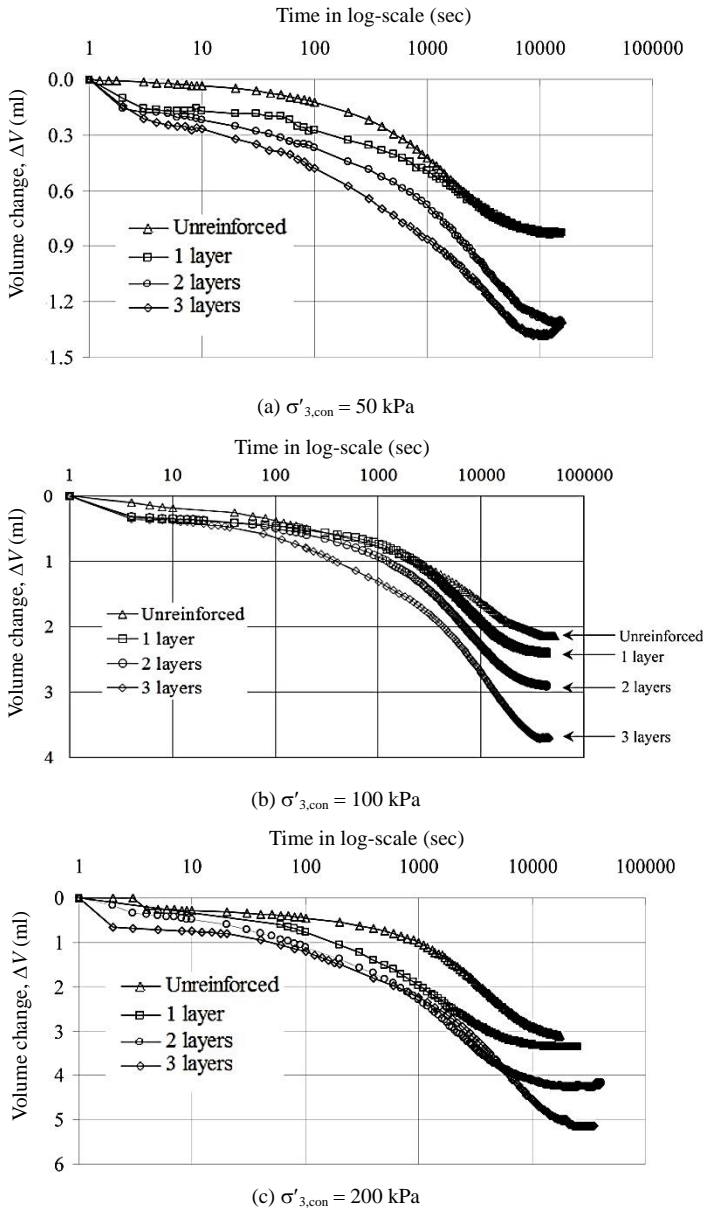 Time in log-scale (sec)
1 10 100 1000 10000 100000
0.0
0.3
0.6
0.9
1.2
1.5
Volume change, ΔV (ml)
Unreinforced
1 layer
2 layers
3 layers
(a) σ′3,con = 50 kPa
Time in log-scale (sec)
1 10 100 1000 10000 100000
0
1
2
3
4
Volume change, ΔV (ml)
Unreinforced
1 layer
2 layers
3 layers
Unreinforced
1 layer
2 layers
3 layers
(b) σ′3,con = 100 kPa
Time in log-scale (sec)
1 10 100 1000 10000 100000
0
1
2
3
4
5
6
Volume change, ΔV (ml)
Unreinforced
1 layer
2 layers
3 layers
(c) σ′3,con = 200 kPa